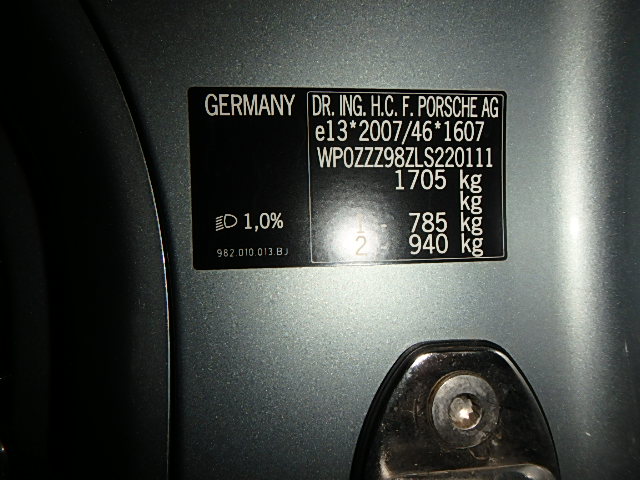 GERMANY
DR. ING. H.C. F. PORSCHE AG
e13*2007/46*1607
WP0ZZZ98ZLS220111
1705 kg
kg
1 - 785 kg
2 - 940 kg
1,0%
982.010.013.BJ